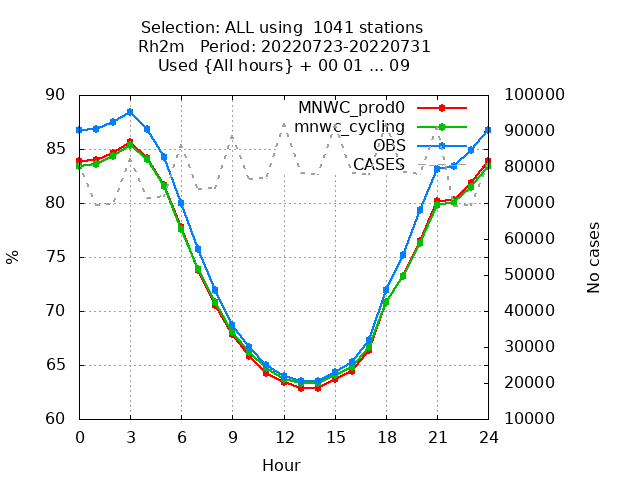 Selection: ALL using  1041 stations
Rh2m   Period: 20220723-20220731
Used {All hours} + 00 01 ... 09
90
85
80
75
70
65
60
%
100000
90000
80000
70000
60000
50000
40000
30000
20000
10000
No cases
MNWC_prod0
mnwc_cycling
OBS
CASES
0 3 6 9 12 15 18 21 24
Hour